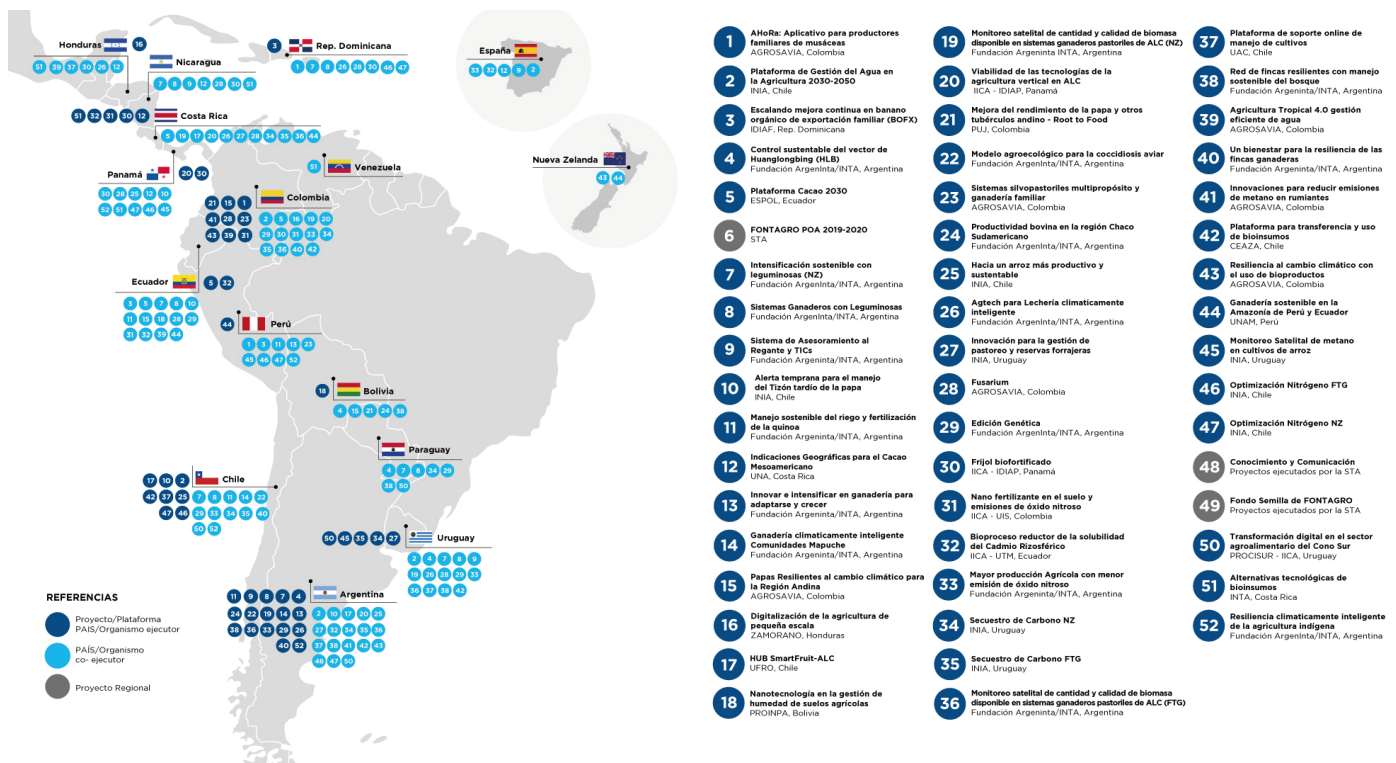 Honduras
16
51 39 37 30 26 12
Nicaragua
7 8 9 12 28 30 51
3
Rep. Dominicana
1 7 8 26 28 30 46 47
España
33 32 12 9 2
51 32 31 30 12
Costa Rica
5 19 17 20 26 27 28 34 35 36 44
Venezuela
51
Nueva Zelanda
43 44
Panamá
20 30
30 28 25 12 10
52 51 47 46 45
Colombia
21 15 1
41 28 23
43 39 31
2 5 16 19 20
29 30 31 33 34
35 36 40 42
Ecuador
5 32
3 5 7 8 10
11 15 18 28 29
31 32 39 44
44
Perú
1 3 11 13 23
45 46 47 52
18
Bolivia
4 15 21 24 38
Paraguay
4 7 8 24 29
38 50
Chile
17 10 2
42 37 25
47 46
7 8 11 14 22
29 33 34 35 40
50 52
50 45 35 34 27
Uruguay
2 4 7 8 9
19 26 28 29 33
36 37 38 42
Argentina
11 9 8 7 4
24 22 19 14 13
38 36 33 29 26
40 52
2 10 17 20 25
27 32 34 35 36
37 38 41 42 43
46 47 50
REFERENCIAS
Proyecto/Plataforma
PAIS/Organismo ejecutor
PAÍS/Organismo
co- ejecutor
Proyecto Regional
1
AHoRa: Aplicativo para productores
familiares de musáceas
AGROSAVIA, Colombia
2
Plataforma de Gestión del Agua en
la Agricultura 2030-2050
INIA, Chile
3
Escalando mejora continua en banano
orgánico de exportación familiar (BOFX)
IDIAF, Rep. Dominicana
4
Control sustentable del vector de
Huanglongbing (HLB)
Fundación ArgenInta/INTA, Argentina
5
Plataforma Cacao 2030
ESPOL, Ecuador
6
FONTAGRO POA 2019-2020
STA
7
Intensificación sostenible con
leguminosas (NZ)
Fundación ArgenInta/INTA, Argentina
8
Sistemas Ganaderos con Leguminosas
Fundación ArgenInta/INTA, Argentina
9
Sistema de Asesoramiento al
Regante y TICs
Fundación Argeninta/INTA, Argentina
10
Alerta temprana para el manejo
del Tizón tardío de la papa
INIA, Chile
11
Manejo sostenible del riego y fertilización
de la quinoa
Fundación Argeninta/INTA, Argentina
12
Indicaciones Geográficas para el Cacao
Mesoamericano
UNA, Costa Rica
13
Innovar e intensificar en ganadería para
adaptarse y crecer
Fundación Argeninta/INTA, Argentina
14
Ganadería climaticamente inteligente
Comunidades Mapuche
Fundación Argeninta/INTA, Argentina
15
Papas Resilientes al cambio climático para
la Región Andina
AGROSAVIA, Colombia
16
Digitalización de la agricultura de
pequeña escala
ZAMORANO, Honduras
17
HUB SmartFruit-ALC
UFRO, Chile
18
Nanotecnología en la gestión de
humedad de suelos agrícolas
PROINPA, Bolivia
19
Monitoreo satelital de cantidad y calidad de biomasa
disponible en sistemas ganaderos pastoriles de ALC (NZ)
Fundación Argeninta INTA, Argentina
20
Viabilidad de las tecnologías de la
agricultura vertical en ALC
IICA - IDIAP, Panamá
21
Mejora del rendimiento de la papa y otros
tubérculos andino - Root to Food
PUJ, Colombia
22
Modelo agroecológico para la coccidiosis aviar
Fundación ArgenInta/INTA, Argentina
23
Sistemas silvopastoriles multipropósito y
ganadería familiar
AGROSAVIA, Colombia
24
Productividad bovina en la región Chaco
Sudamericano
Fundación ArgenInta/INTA, Argentina
25
Hacia un arroz más productivo y
sustentable
INIA, Chile
26
Agtech para Lechería climaticamente
inteligente
Fundación ArgenInta/INTA, Argentina
27
Innovación para la gestión de
pastoreo y reservas forrajeras
INIA, Uruguay
28
Fusarium
AGROSAVIA, Colombia
29
Edición Genética
Fundación ArgenInta/INTA, Argentina
30
Frijol biofortificado
IICA - IDIAP, Panamá
31
Nano fertilizante en el suelo y
emisiones de óxido nitroso
IICA - UIS, Colombia
32
Bioproceso reductor de la solubilidad
del Cadmio Rizosférico
IICA - UTM, Ecuador
33
Mayor producción Agrícola con menor
emisión de óxido nitroso
Fundación Argeninta/INTA, Argentina
34
Secuestro de Carbono NZ
INIA, Uruguay
35
Secuestro de Carbono FTG
INIA, Uruguay
36
Monitoreo satelital de cantidad y calidad de biomasa
disponible en sistemas ganaderos pastoriles de ALC (FTG)
Fundación Argeninta/INTA, Argentina
37
Plataforma de soporte online de
manejo de cultivos
UAC, Chile
38
Red de fincas resilientes con manejo
sostenible del bosque
Fundación Argeninta/INTA, Argentina
39
Agricultura Tropical 4.0 gestión
eficiente de agua
AGROSAVIA, Colombia
40
Un bienestar para la resiliencia de las
fincas ganaderas
Fundación ArgenInta/INTA, Argentina
41
Innovaciones para reducir emisiones
de metano en rumiantes
AGROSAVIA, Colombia
42
Plataforma para transferencia y uso
de bioinsumos
CEAZA, Chile
43
Resiliencia al cambio climático con
el uso de bioproductos
AGROSAVIA, Colombia
44
Ganadería sostenible en la
Amazonía de Perú y Ecuador
UNAM, Perú
45
Monitoreo Satelital de metano
en cultivos de arroz
INIA, Uruguay
46
Optimización Nitrógeno FTG
INIA, Chile
47
Optimización Nitrógeno NZ
INIA, Chile
48
Conocimiento y Comunicación
Proyectos ejecutados por la STA
49
Fondo Semilla de FONTAGRO
Proyectos ejecutados por la STA
50
Transformación digital en el sector
agroalimentario del Cono Sur
PROCISUR - IICA, Uruguay
51
Alternativas tecnológicas de
bioinsumos
INTA, Costa Rica
52
Resiliencia climaticamente inteligente
de la agricultura indígena
Fundación ArgenInta/INTA, Argentina